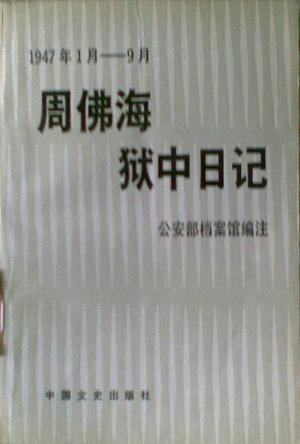 1947年1月——9月
周佛海
狱中日记
公安部档案馆编注
中国文史出版社